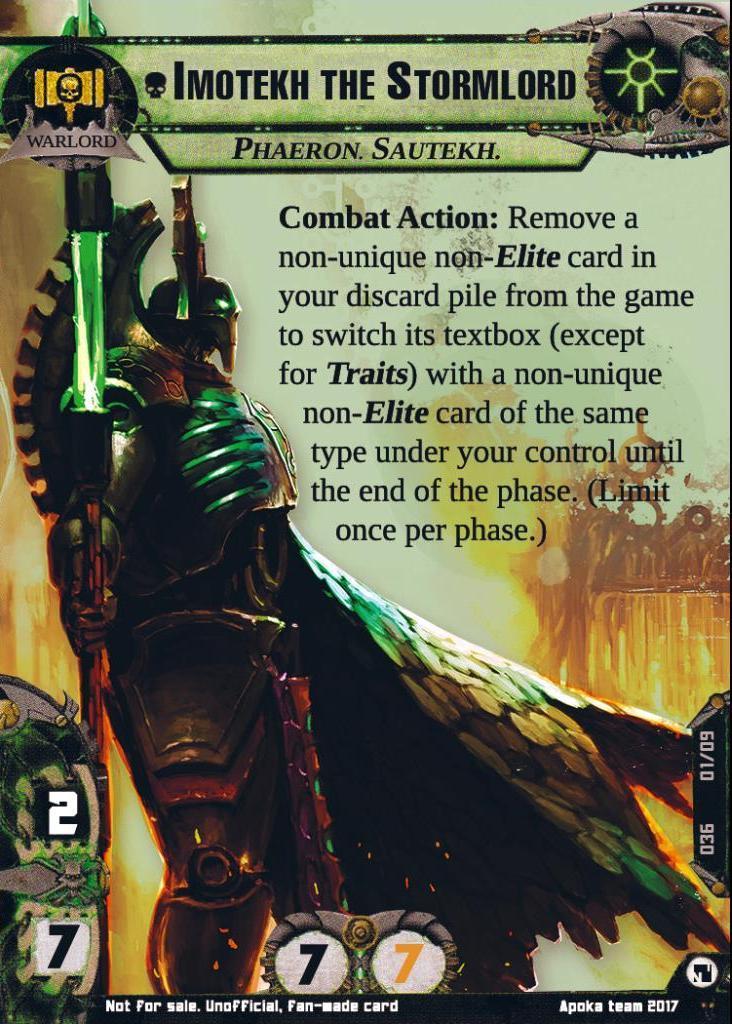 Imotekh the Stormlord
WARLORD
Phaeron. Sautekh.
Combat Action: Remove a
non-unique non-Elite card in
your discard pile from the game
to switch its textbox (except
for Traits) with a non-unique
non-Elite card of the same
type under your control until
the end of the phase. (Limit
once per phase.)
01/09
036
2
7
7
7
Not for sale. Unofficial, Fan-made card
Apoka team 2017